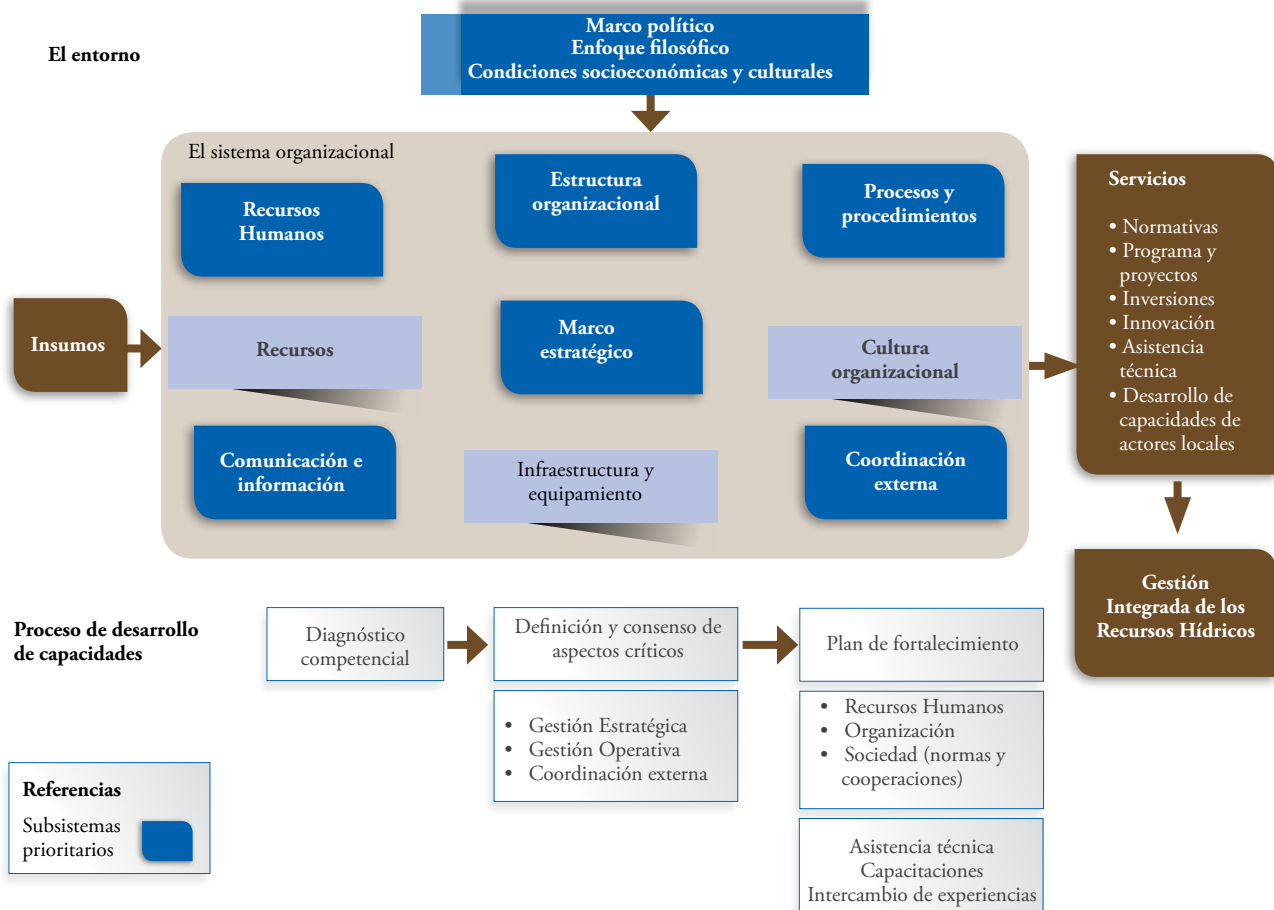 El entorno
Marco político
Enfoque filosófico
Condiciones socioeconómicas y culturales
El sistema organizacional
Recursos
Humanos
Estructura
organizacional
Procesos y
procedimientos
Insumos
Recursos
Marco
estratégico
Cultura
organizacional
Comunicación e
información
Infraestructura y
equipamiento
Coordinación
externa
Servicios
• Normativas
• Programa y
proyectos
• Inversiones
• Innovación
• Asistencia
técnica
• Desarrollo de
capacidades de
actores locales
Gestión
Integrada de los
Recursos Hídricos
Proceso de desarrollo
de capacidades
Diagnóstico
competencial
Definición y consenso de
aspectos críticos
• Gestión Estratégica
• Gestión Operativa
• Coordinación externa
Plan de fortalecimiento
• Recursos Humanos
• Organización
• Sociedad (normas y
cooperaciones)
Asistencia técnica
Capacitaciones
Intercambio de experiencias
Referencias
Subsistemas
prioritarios